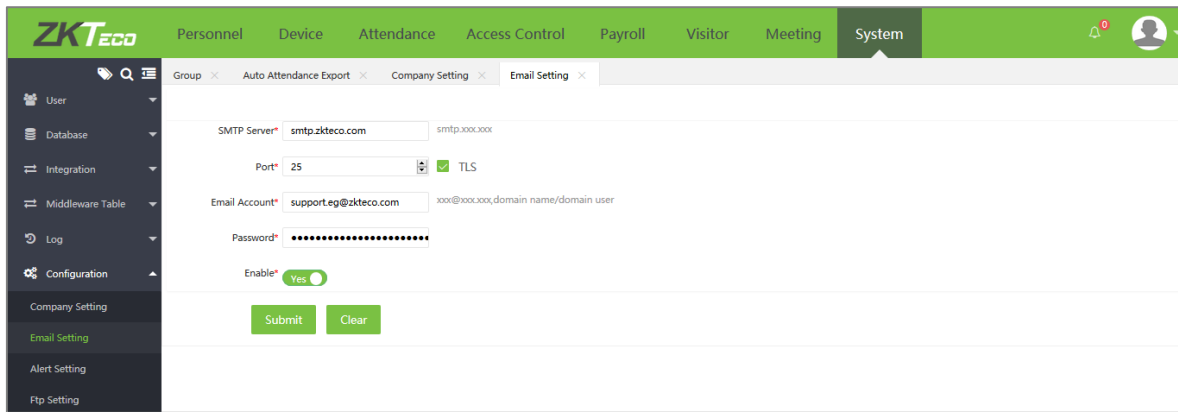 ZKTECO Personnel Device Attendance Access Control Payroll Visitor Meeting System 0
Group × Auto Attendance Export × Company Setting × Email Setting ×
User
Database
Integration
Middleware Table
Log
Configuration
Company Setting
Email Setting
Alert Setting
Ftp Setting
SMTP Server* smtp.zkteco.com smtp.xxx.xxx
Port* 25 TLS
Email Account* support.eg@zkteco.com xxx@xxx.xxx,domain name/domain user
Password* ●●●●●●●●●●●●●●●●●●●●●●●●
Enable* Yes
Submit Clear